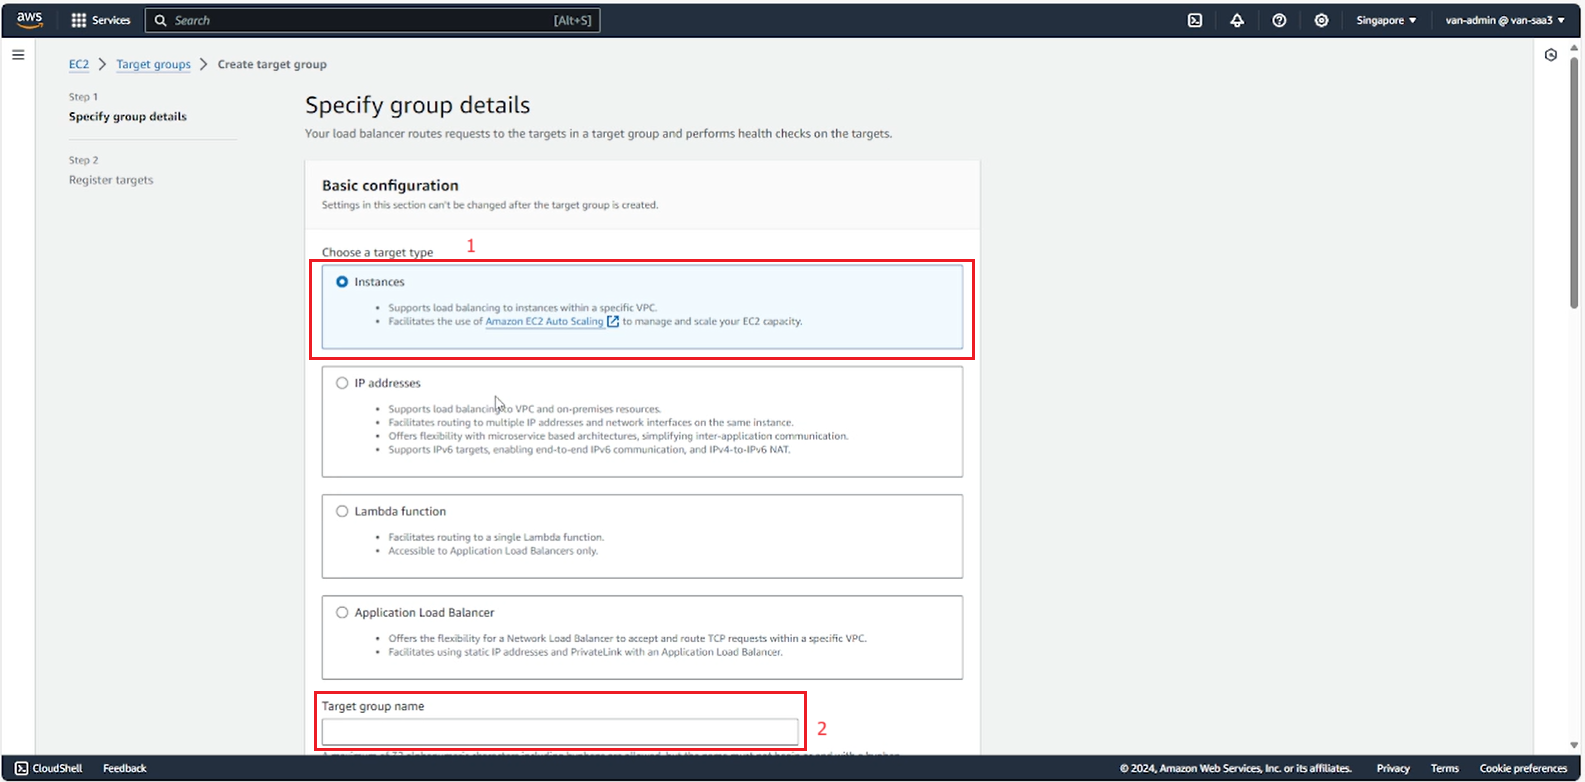 aws
Services
Search
[Alt+S]
Singapore
van-admin @ van-saa3
EC2
Target groups
Create target group
Step 1
Specify group details
Step 2
Register targets
Specify group details
Your load balancer routes requests to the targets in a target group and performs health checks on the targets.
Basic configuration
Settings in this section can't be changed after the target group is created.
Choose a target type
1
Instances
• Supports load balancing to instances within a specific VPC.
• Facilitates the use of Amazon EC2 Auto Scaling to manage and scale your EC2 capacity.
IP addresses
• Supports load balancing to VPC and on-premises resources.
• Facilitates routing to multiple IP addresses and network interfaces on the same instance.
• Offers flexibility with microservice based architectures, simplifying inter-application communication.
• Supports IPv6 targets, enabling end-to-end IPv6 communication, and IPv4-to-IPv6 NAT.
Lambda function
• Facilitates routing to a single Lambda function.
• Accessible to Application Load Balancers only.
Application Load Balancer
• Offers the flexibility for a Network Load Balancer to accept and route TCP requests within a specific VPC.
• Facilitates using static IP addresses and PrivateLink with an Application Load Balancer.
Target group name
2
CloudShell
Feedback
© 2024, Amazon Web Services, Inc. or its affiliates.
Privacy
Terms
Cookie preferences